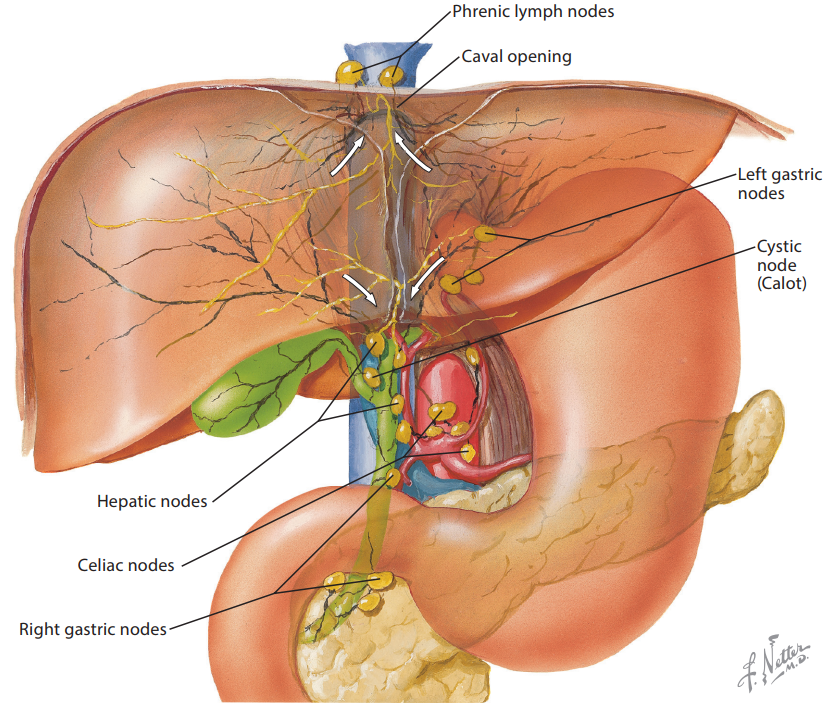 Phrenic lymph nodes
Caval opening
Left gastric
nodes
Cystic
node
(Calot)
Hepatic nodes
Celiac nodes
Right gastric nodes
F. Netter
M.D.